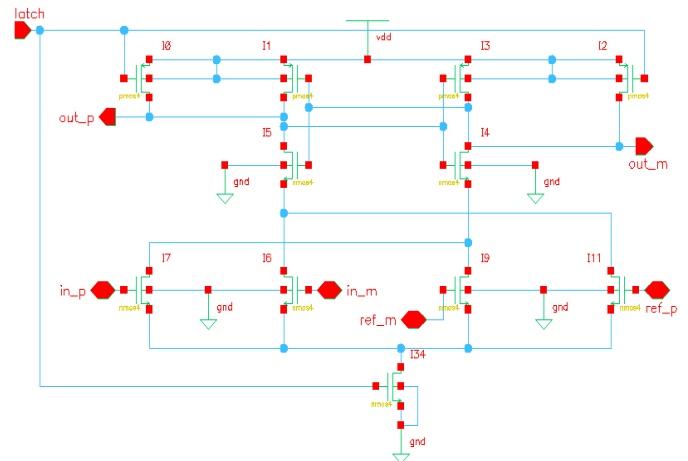 latch
vdd
I0
I1
I3
I2
pmos4
pmos4
pmos4
pmos4
out_p
I5
I4
out_m
nmos4
nmos4
gnd
gnd
I7
I6
I9
I11
in_p
gnd
in_m
gnd
ref_p
ref_m
nmos4
nmos4
nmos4
nmos4
I34
nmos4
gnd